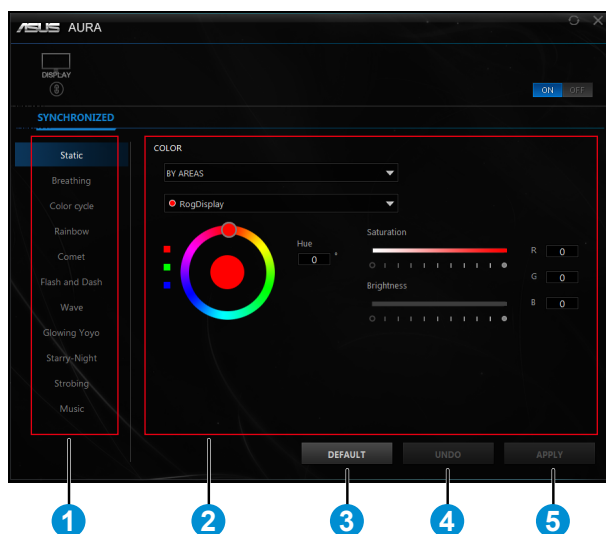 ASUS AURA
DISPLAY
ON OFF
SYNCHRONIZED
Static
Breathing
Color cycle
Rainbow
Comet
Flash and Dash
Wave
Glowing Yoyo
Starry-Night
Strobing
Music
COLOR
BY AREAS
RogDisplay
Hue
0 °
Saturation
Brightness
R 0
G 0
B 0
DEFAULT UNDO APPLY
1 2 3 4 5